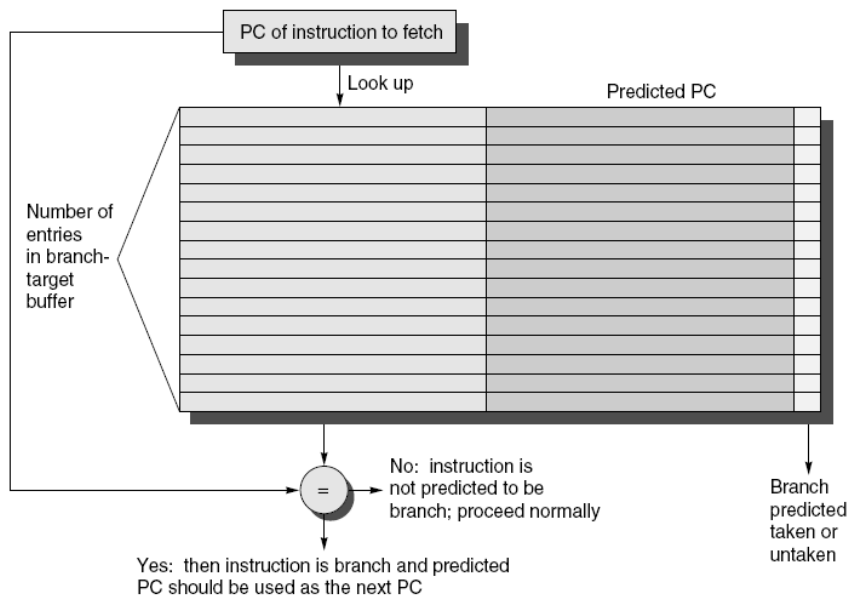 PC of instruction to fetch
Look up
Predicted PC
Number of
entries
in branch-
target
buffer
=
No: instruction is
not predicted to be
branch; proceed normally
Branch
predicted
taken or
untaken
Yes: then instruction is branch and predicted
PC should be used as the next PC